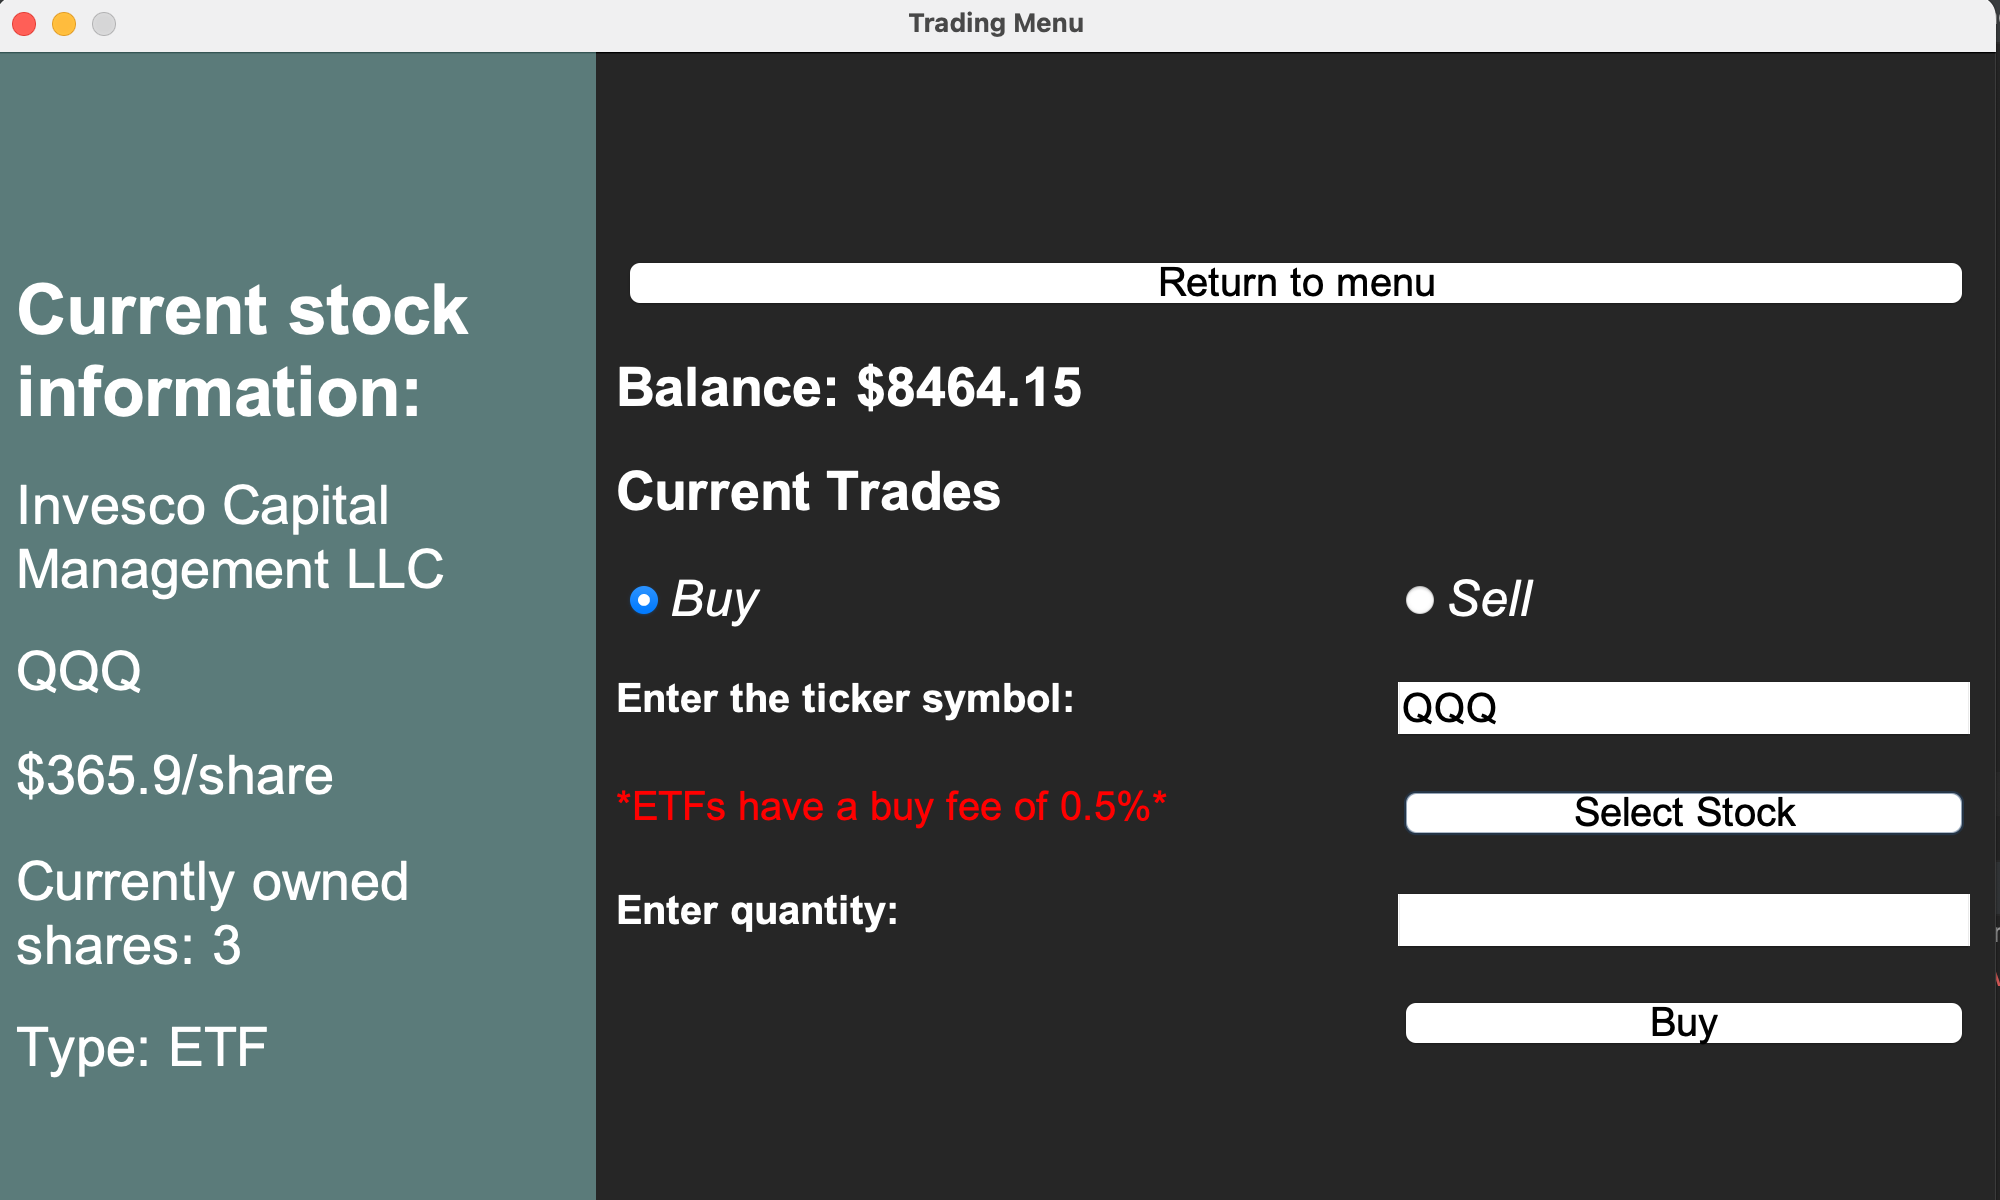 Trading Menu
Current stock
information:
Invesco Capital
Management LLC
QQQ
$365.9/share
Currently owned
shares: 3
Type: ETF
Return to menu
Balance: $8464.15
Current Trades
Buy
Sell
Enter the ticker symbol:
QQQ
*ETFs have a buy fee of 0.5%*
Select Stock
Enter quantity:
Buy